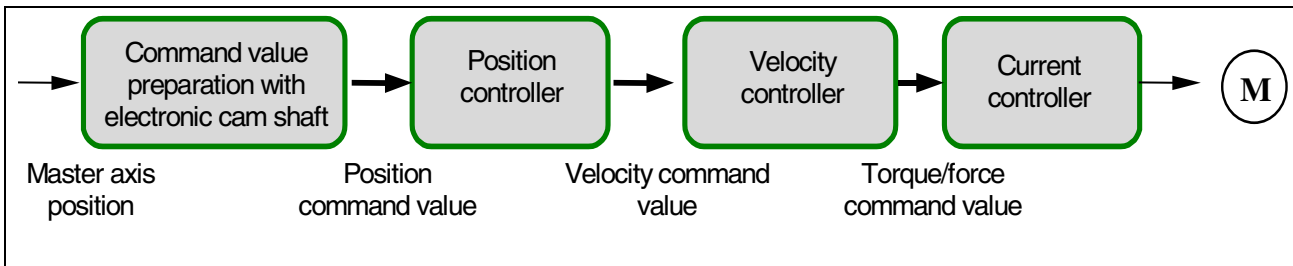 Command value
preparation with
electronic cam shaft
Position
controller
Velocity
controller
Current
controller
M
Master axis
position
Position
command value
Velocity command
value
Torque/force
command value